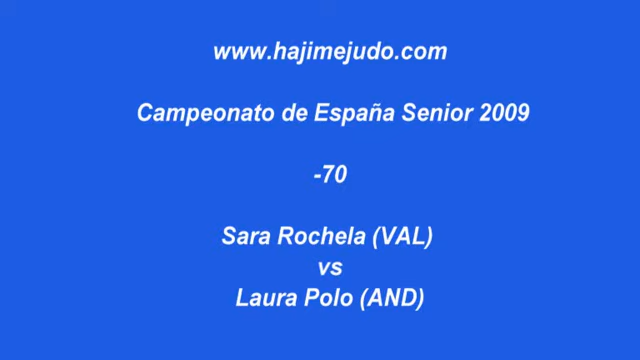 www.hajimejudo.com
Campeonato de España Senior 2009
-70
Sara Rochela (VAL)
vs
Laura Polo (AND)